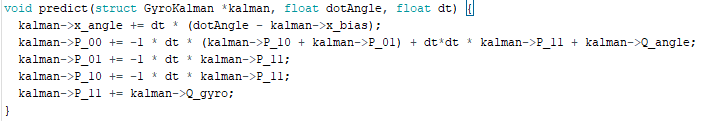 void predict(struct GyroKalman *kalman, float dotAngle, float dt) {
  kalman->x_angle += dt * (dotAngle - kalman->x_bias);
  kalman->P_00 += -1 * dt * (kalman->P_10 + kalman->P_01) + dt*dt * kalman->P_11 + kalman->Q_angle;
  kalman->P_01 += -1 * dt * kalman->P_11;
  kalman->P_10 += -1 * dt * kalman->P_11;
  kalman->P_11 += kalman->Q_gyro;
}